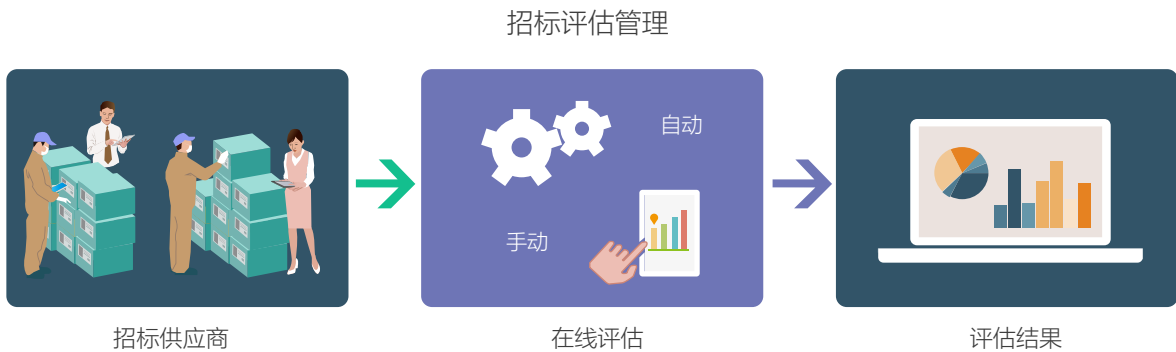 招标评估管理
自动
手动
招标供应商
在线评估
评估结果